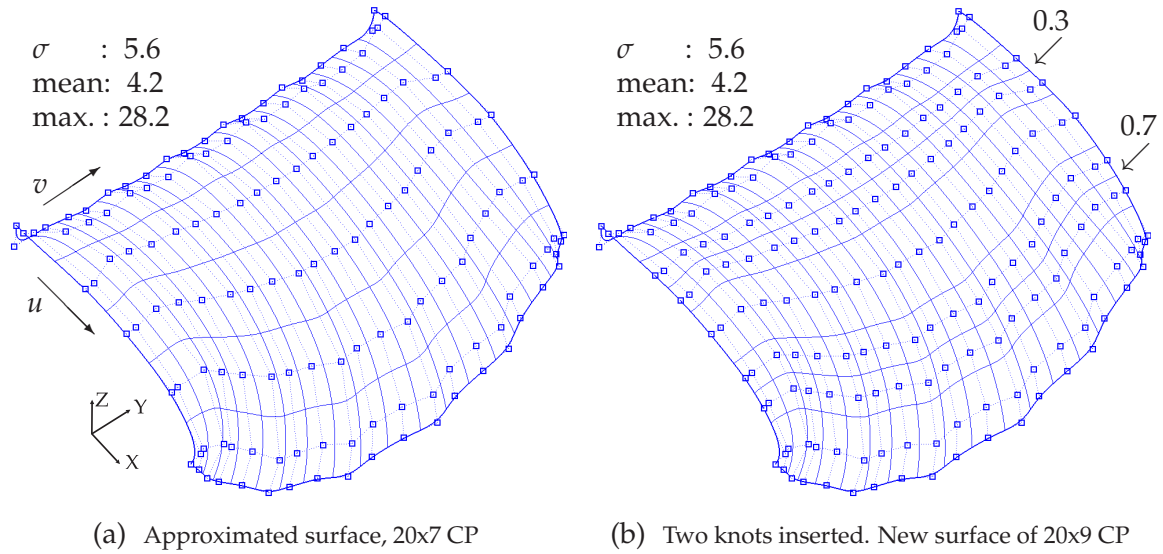 σ : 5.6
mean: 4.2
max. : 28.2
v
u
Z
Y
X
(a) Approximated surface, 20x7 CP
σ : 5.6
mean: 4.2
max. : 28.2
0.3
0.7
(b) Two knots inserted. New surface of 20x9 CP